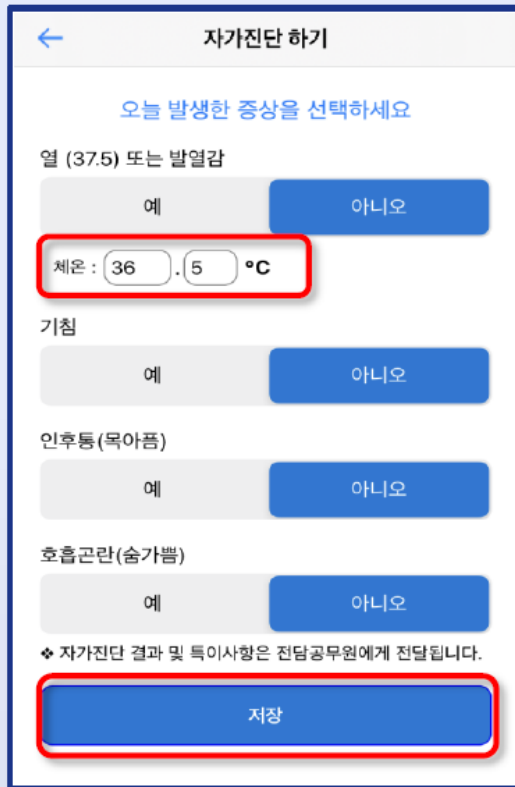 자가진단 하기
오늘 발생한 증상을 선택하세요
열 (37.5) 또는 발열감
예 아니오
체온 : 36 . 5 °C
기침
예 아니오
인후통(목아픔)
예 아니오
호흡곤란(숨가쁨)
예 아니오
❖ 자가진단 결과 및 특이사항은 전담공무원에게 전달됩니다.
저장